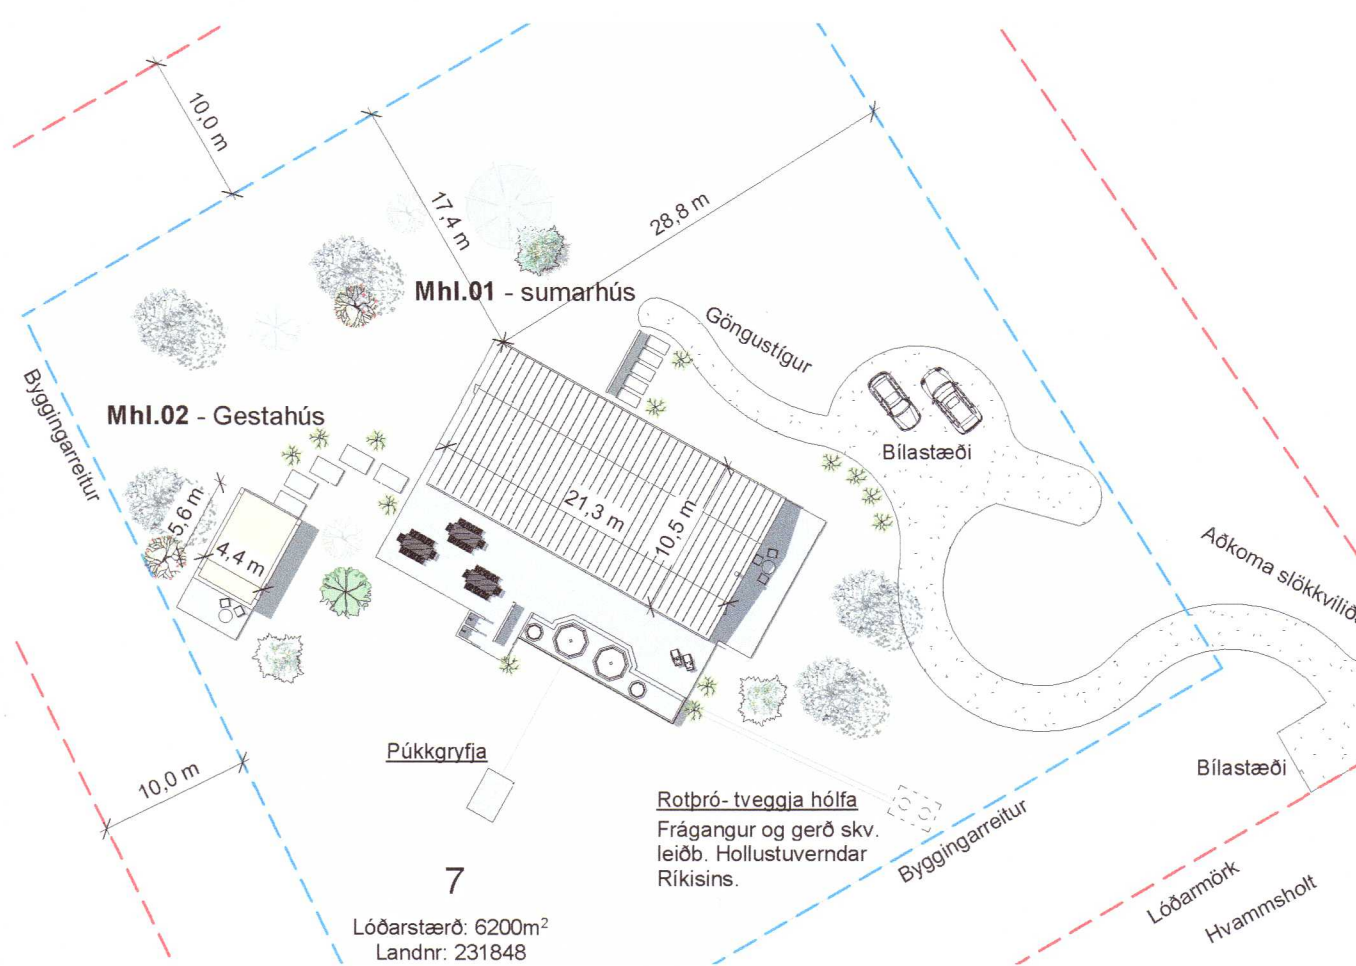 10,0 m
17,4 m
28,8 m
Mhl.01 - sumarhús
Göngustígur
Byggingarreitur
Mhl.02 - Gestahús
Bílastæði
5,6 m
4,4 m
21,3 m
10,5 m
Aðkoma slökkvilið
Púkkgryfja
10,0 m
Bílastæði
Rotþró- tveggja hólfa
Frágangur og gerð skv.
leiðb. Hollustuverndar
Ríkisins.
Byggingarreitur
7
Lóðarstærð: 6200m²
Landnr: 231848
Lóðarmörk
Hvammsholt